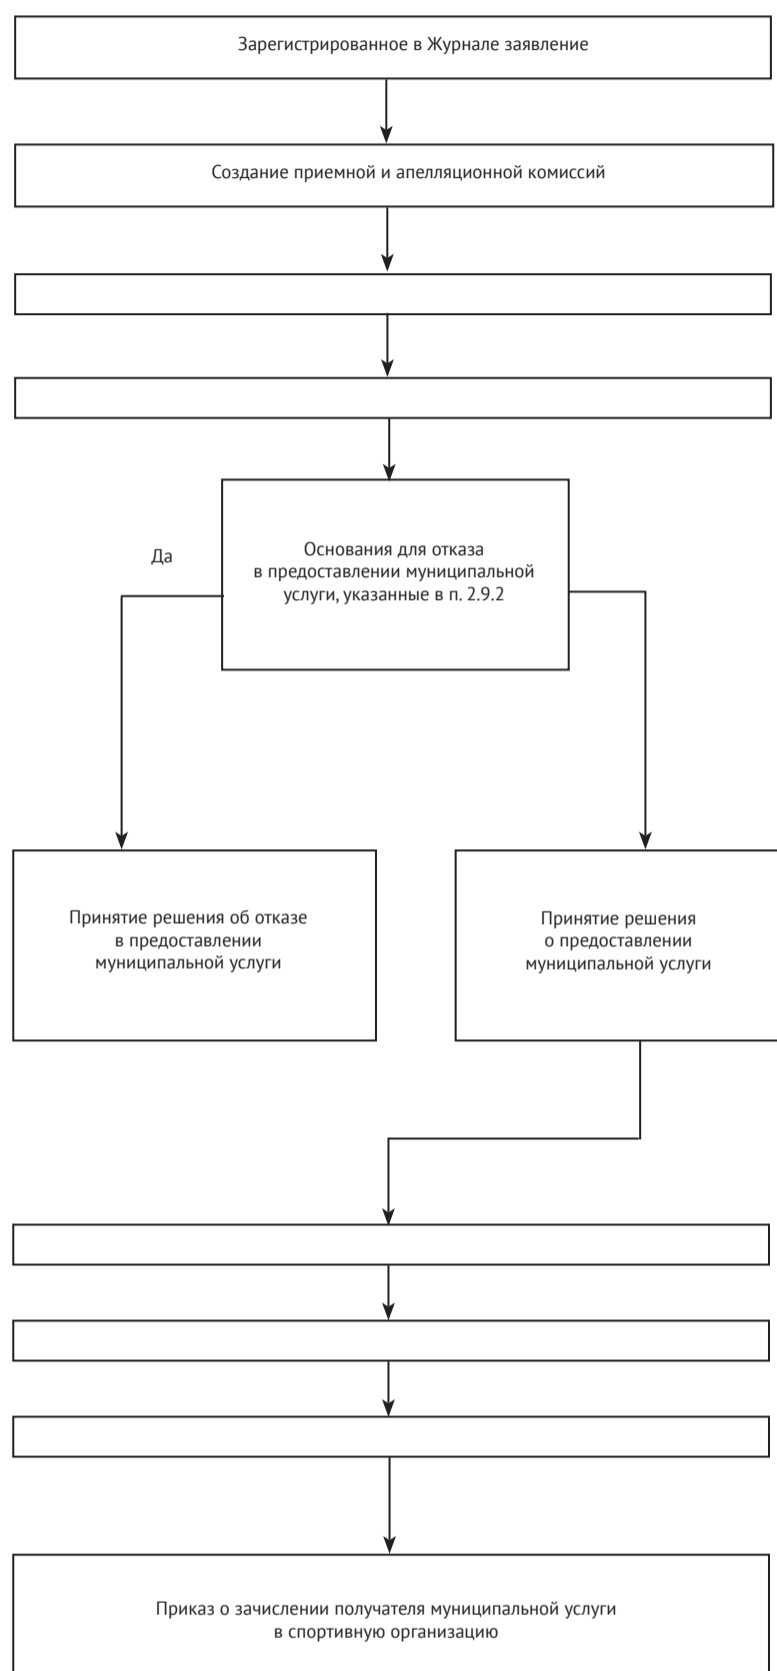 Зарегистрированное в Журнале заявление
Создание приемной и апелляционной комиссий
Да
Основания для отказа
в предоставлении муниципальной
услуги, указанные в п. 2.9.2
Принятие решения об отказе
в предоставлении
муниципальной услуги
Принятие решения
о предоставлении
муниципальной услуги
Приказ о зачислении получателя муниципальной услуги
в спортивную организацию